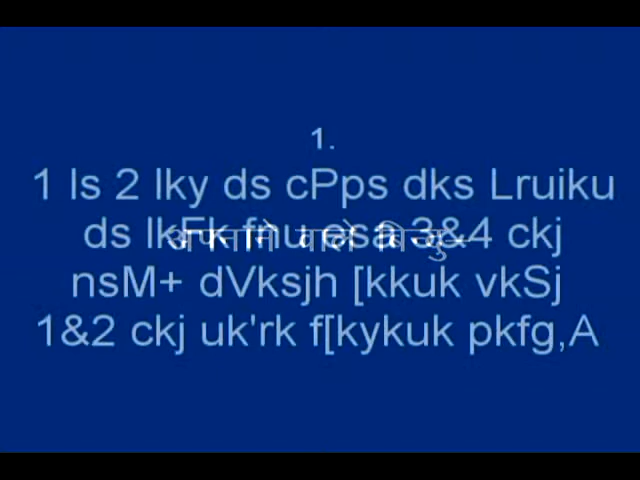 1.
1 ls 2 lky ds cPps dks Lruiku
ds lkFk fnu esa 3&4 ckj
nsM+ dVksjh [kkuk vkSj
1&2 ckj uk'rk f[kykuk pkfg,A